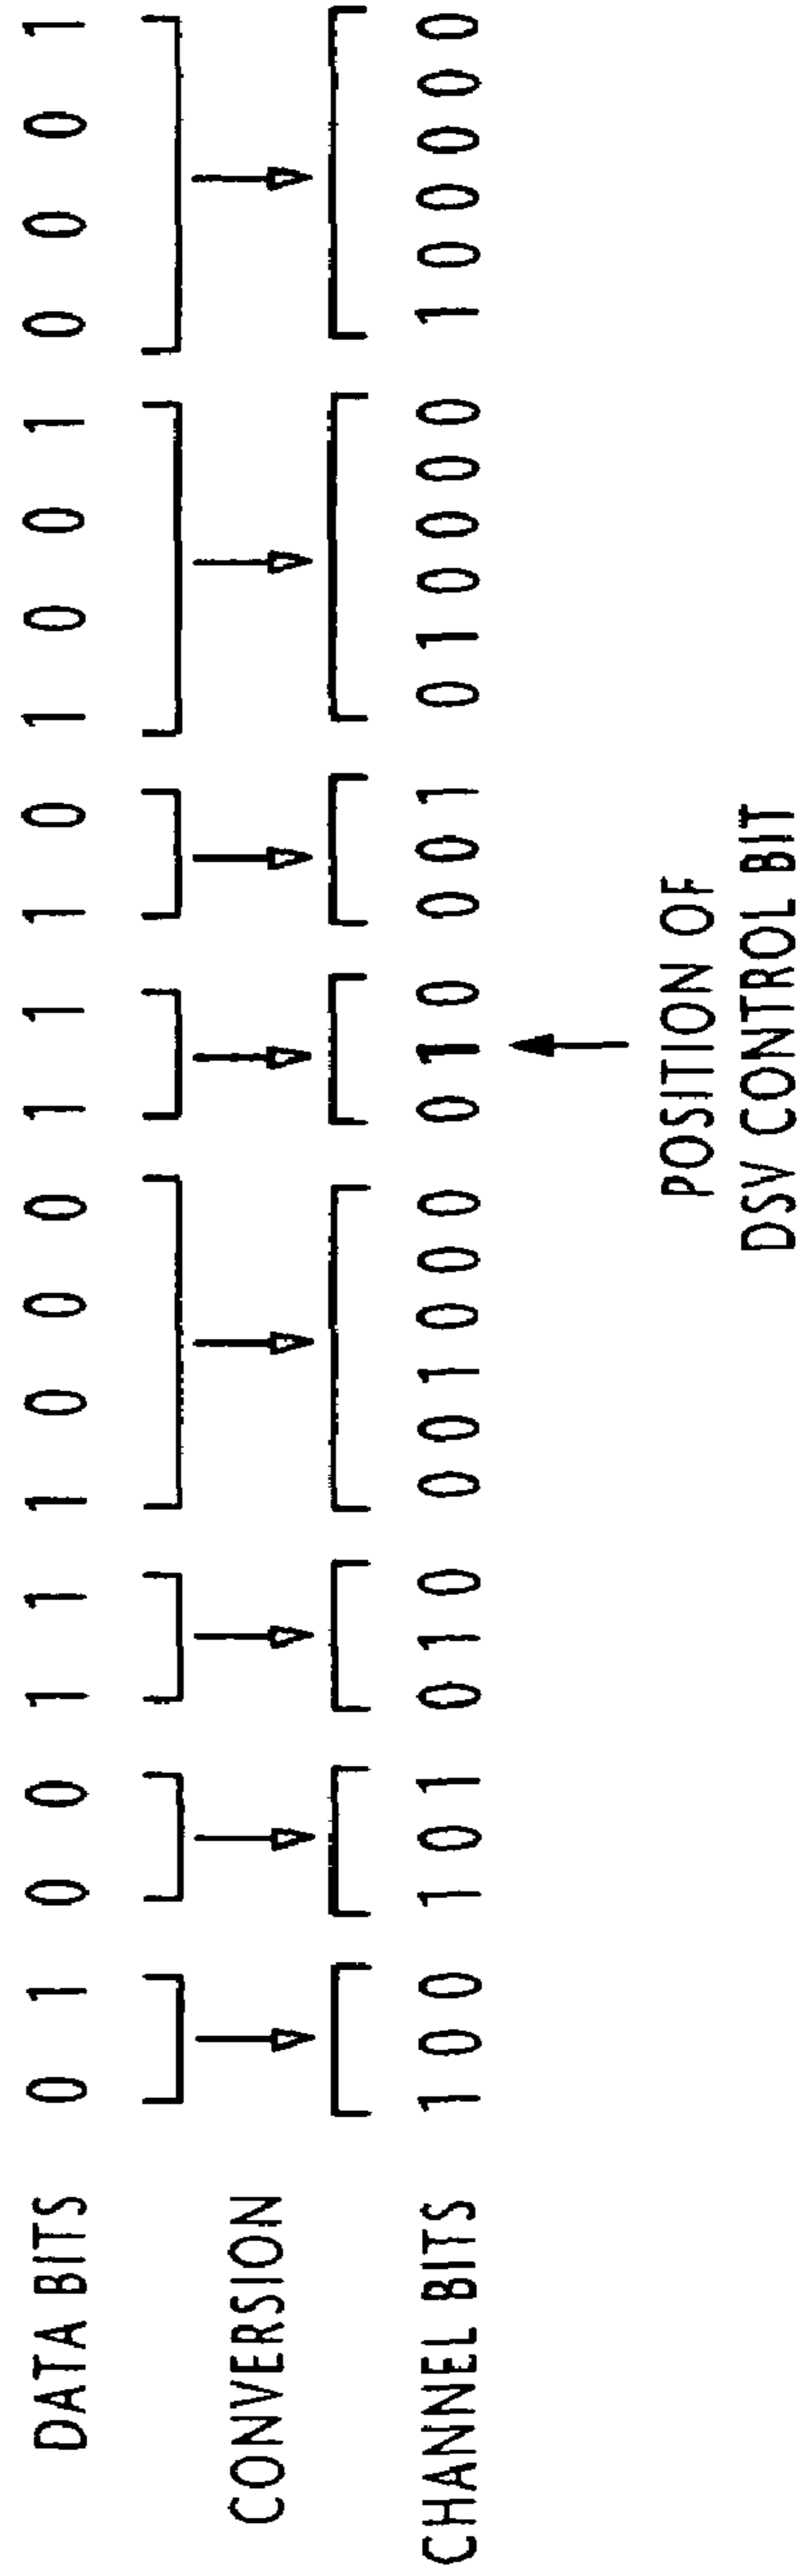 DATA BITS 0 1 0 0 1 1 1 0 0 0 1 1 1 0 1 0 0 1 0 0 0 1
CONVERSION
CHANNEL BITS 1 0 0 1 0 1 0 1 0 0 0 1 0 0 0 0 1 0 0 0 1 0 1 0 0 0 0 1 0 0 0 0 0
POSITION OF
DSV CONTROL BIT